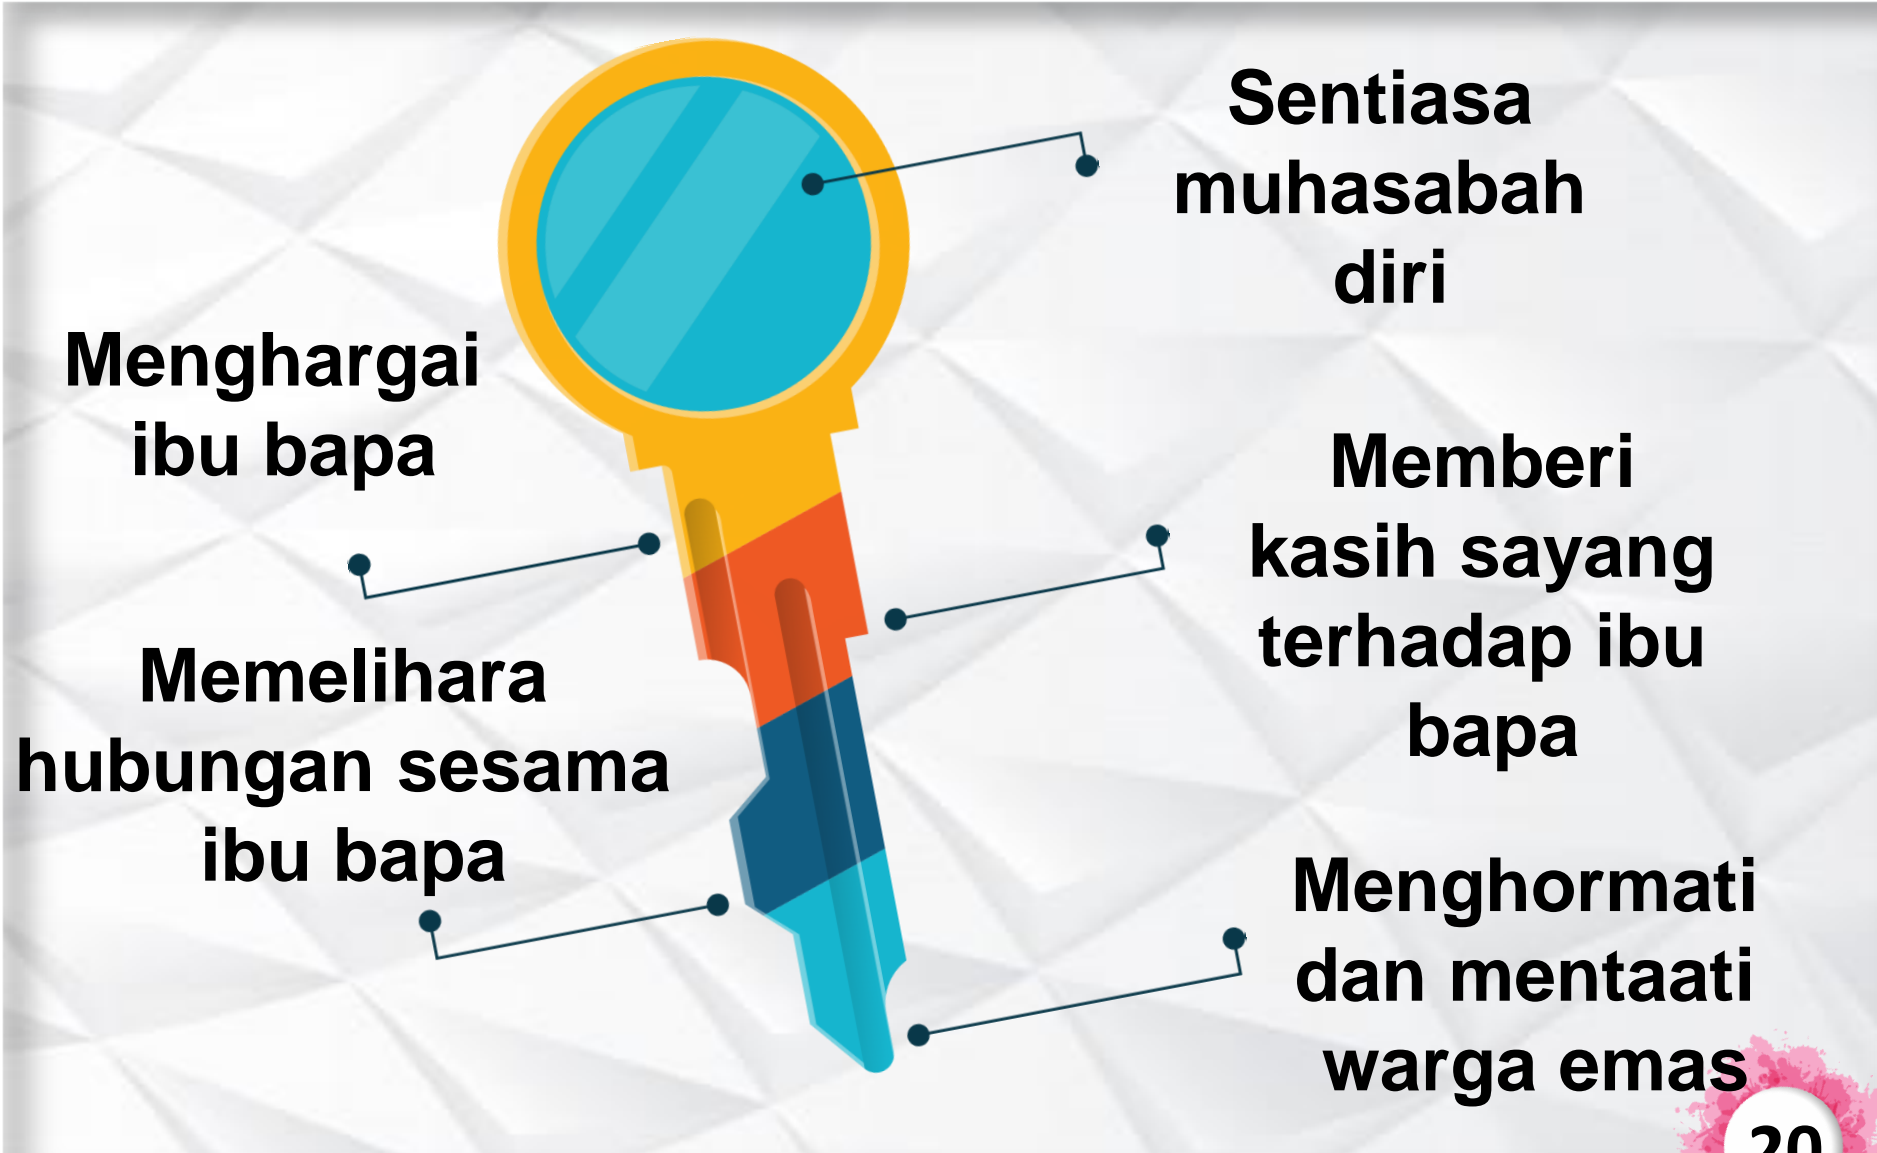 Sentiasa
muhasabah
diri
Menghargai
ibu bapa
Memberi
kasih sayang
terhadap ibu
bapa
Memelihara
hubungan sesama
ibu bapa
Menghormati
dan mentaati
warga emas
20